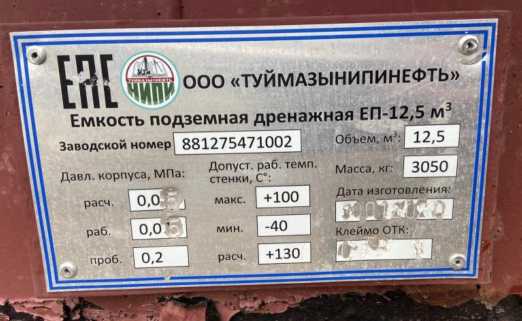 ЕАС ТУЙМАЗЫНЕФТЬ НИПИ ООО "ТУЙМАЗЫНИПИНЕФТЬ"
Емкость подземная дренажная ЕП-12,5 м³
Заводской номер 881275471002 Объем, м³: 12,5
Масса, кг: 3050
Давл. корпуса, МПа: Допуст. раб. темп. стенки, С°:
расч. макс. +100 Дата изготовления:
раб. мин. -40 Клеймо ОТК:
проб. 0,2 расч. +130